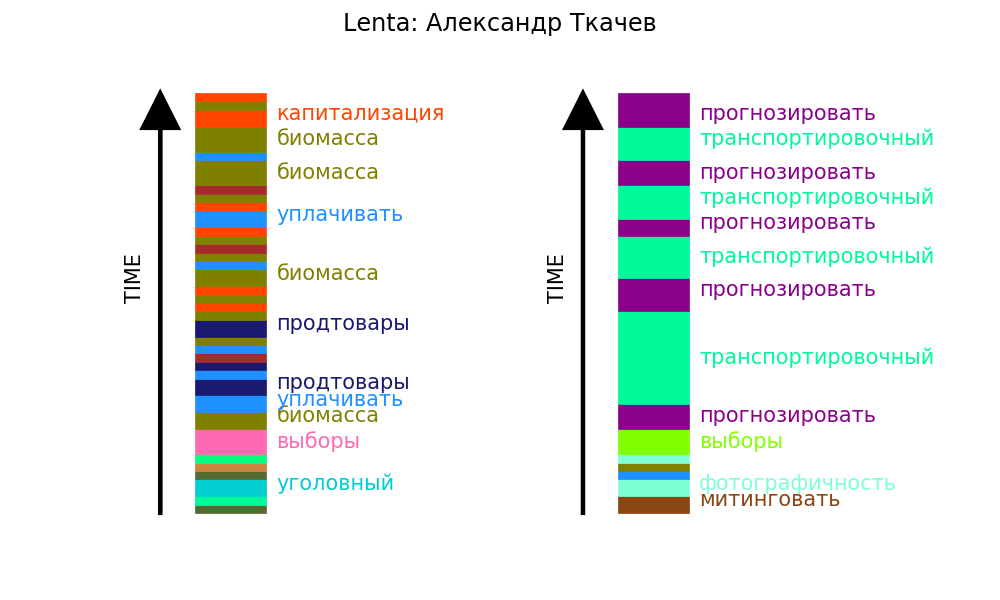 Lenta: Александр Ткачев
TIME
капитализация
биомасса
биомасса
уплачивать
биомасса
продтовары
продтовары
уплачивать
биомасса
выборы
уголовный
TIME
прогнозировать
транспортировочный
прогнозировать
транспортировочный
прогнозировать
транспортировочный
прогнозировать
транспортировочный
прогнозировать
выборы
фотографичность
митинговать